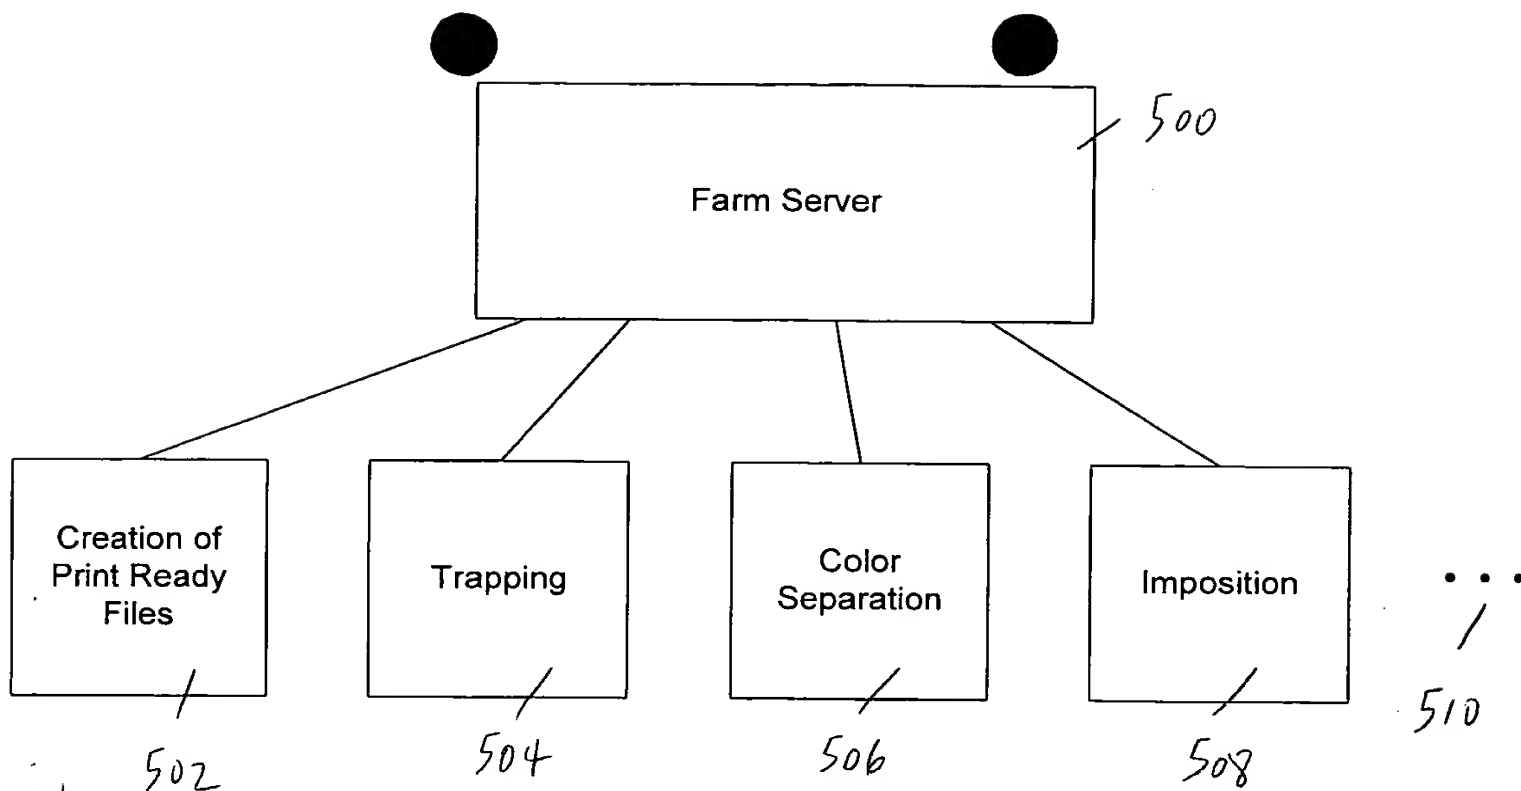 500
Farm Server
Creation of
Print Ready
Files
Trapping
Color
Separation
Imposition
...
510
502
504
506
508